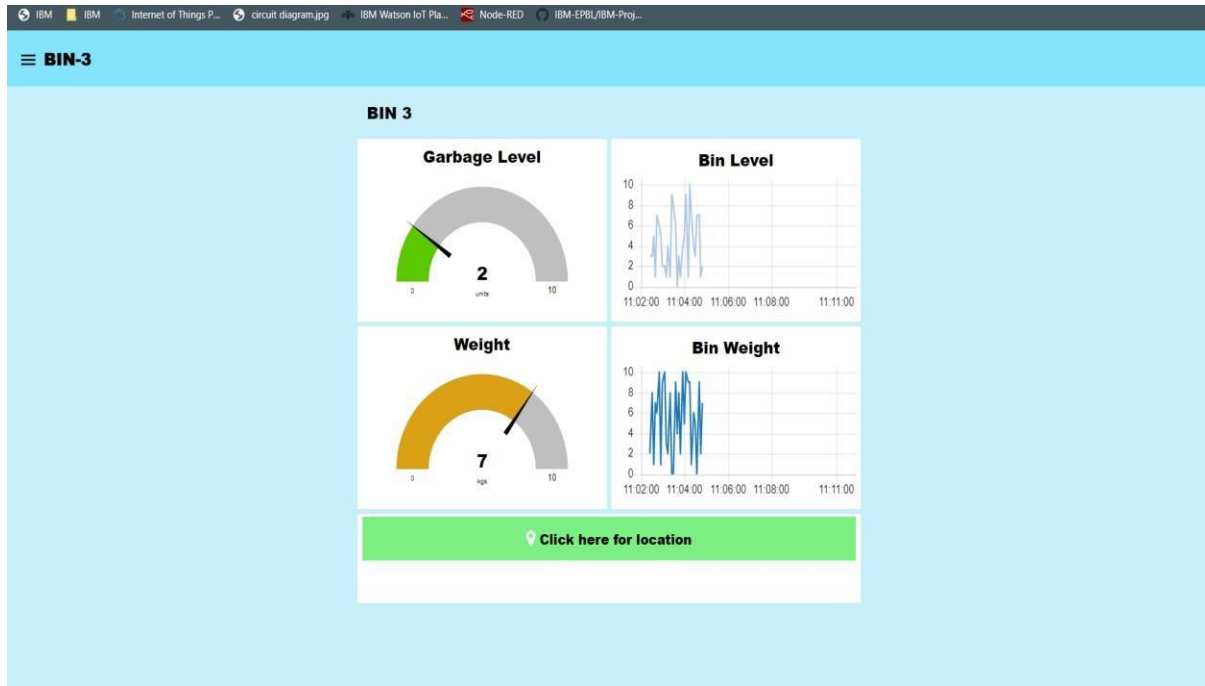 IBM IBM Internet of Things P... circuit diagram.jpg IBM Watson IoT Pla... Node-RED IBM-EPBL/IBM-Proj...
BIN-3
BIN 3
Garbage Level
2
units
0
10
Bin Level
10
8
6
4
2
0
11:02:00 11:04:00 11:06:00 11:08:00 11:11:00
Weight
7
kgs
0
10
Bin Weight
10
8
6
4
2
0
11:02:00 11:04:00 11:06:00 11:08:00 11:11:00
Click here for location